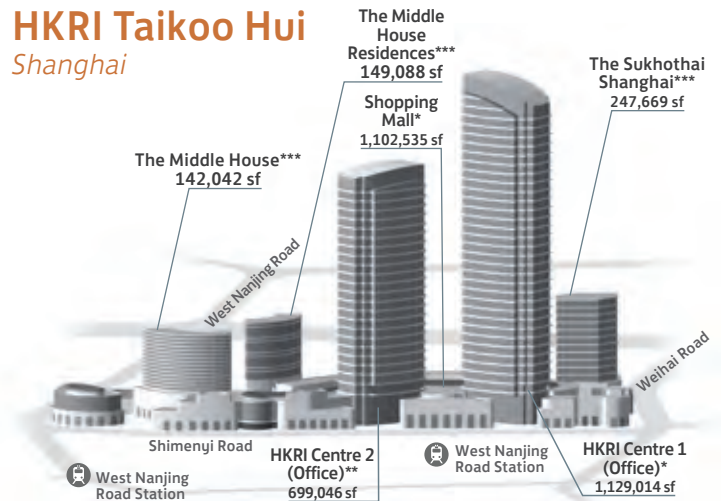 HKRI Taikoo Hui
Shanghai
The Middle
House
Residences***
149,088 sf
The Sukhothai
Shanghai***
247,669 sf
Shopping
Mall*
1,102,535 sf
The Middle House***
142,042 sf
West Nanjing Road
Weihai Road
Shimenyi Road
West Nanjing
Road Station
HKRI Centre 2
(Office)**
699,046 sf
West Nanjing
Road Station
HKRI Centre 1
(Office)*
1,129,014 sf